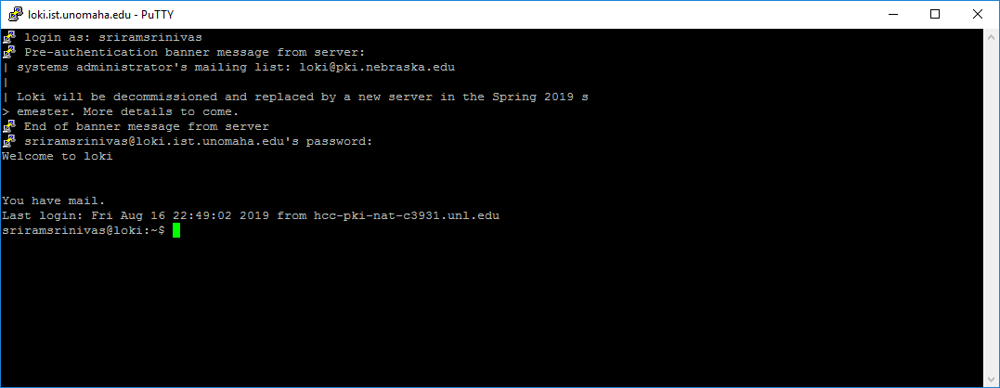 loki.ist.unomaha.edu - PuTTY
login as: sriramsrinivas
Pre-authentication banner message from server:
| systems administrator's mailing list: loki@pki.nebraska.edu
|
| Loki will be decommissioned and replaced by a new server in the Spring 2019 s
> emester. More details to come.
End of banner message from server
sriramsrinivas@loki.ist.unomaha.edu's password:
Welcome to loki
You have mail.
Last login: Fri Aug 16 22:49:02 2019 from hcc-pki-nat-c3931.unl.edu
sriramsrinivas@loki:~$